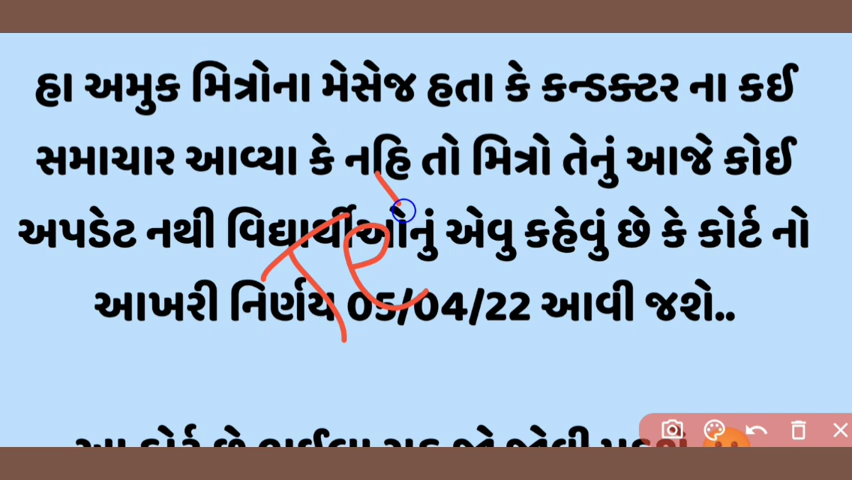 હા અમુક મિત્રોના મેસેજ હતા કે કન્ડક્ટર ના કઈ
સમાચાર આવ્યા કે નહિ તો મિત્રો તેનું આજે કોઈ
અપડેટ નથી વિદ્યાર્થીઓનું એવુ કહેવું છે કે કોર્ટ નો
આખરી નિર્ણય 05/04/22 આવી જશે..
Te